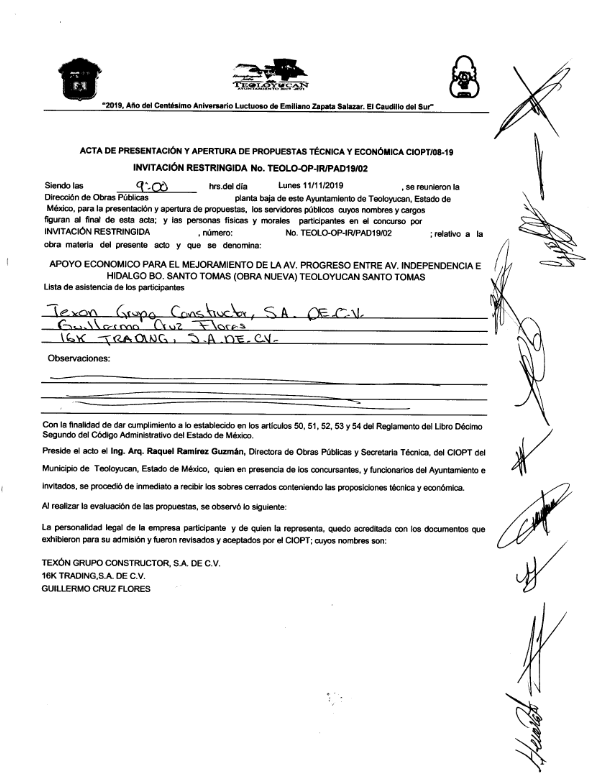 TEOLOYUCAN
"2019, Año del Centésimo Aniversario Luctuoso de Emiliano Zapata Salazar. El Caudillo del Sur"
ACTA DE PRESENTACIÓN Y APERTURA DE PROPUESTAS TÉCNICA Y ECONÓMICA CIOPT/08-19
INVITACIÓN RESTRINGIDA No. TEOLO-OP-IR/PAD19/02
Siendo las 9:00 hrs.del día Lunes 11/11/2019 , se reunieron la
Dirección de Obras Públicas planta baja de este Ayuntamiento de Teoloyucan, Estado de
México, para la presentación y apertura de propuestas, los servidores públicos cuyos nombres y cargos
figuran al final de esta acta; y las personas fisicas y morales participantes en el concurso por
INVITACIÓN RESTRINGIDA , número: No. TEOLO-OP-IR/PAD19/02 ; relativo a la
obra materia del presente acto y que se denomina:
APOYO ECONOMICO PARA EL MEJORAMIENTO DE LA AV. PROGRESO ENTRE AV. INDEPENDENCIA E
HIDALGO BO. SANTO TOMAS (OBRA NUEVA) TEOLOYUCAN SANTO TOMAS
Lista de asistencia de los participantes
Texon Grupo Constructor, S.A. DE.C.V.
Guillermo Cruz Flores
16K TRADING, S.A.DE.C.V.
Observaciones:
Con la finalidad de dar cumplimiento a lo establecido en los artículos 50, 51, 52, 53 y 54 del Reglamento del Libro Décimo
Segundo del Código Administrativo del Estado de México.
Preside el acto el Ing. Arq. Raquel Ramírez Guzmán, Directora de Obras Públicas y Secretaria Técnica, del CIOPT del
Municipio de Teoloyucan, Estado de México, quien en presencia de los concursantes, y funcionarios del Ayuntamiento e
invitados, se procedió de inmediato a recibir los sobres cerrados conteniendo las proposiciones técnica y económica.
Al realizar la evaluación de las propuestas, se observó lo siguiente:
La personalidad legal de la empresa participante y de quien la representa, quedo acreditada con los documentos que
exhibieron para su admisión y fueron revisados y aceptados por el CIOPT; cuyos nombres son:
TEXÓN GRUPO CONSTRUCTOR, S.A. DE C.V.
16K TRADING,S.A. DE C.V.
GUILLERMO CRUZ FLORES